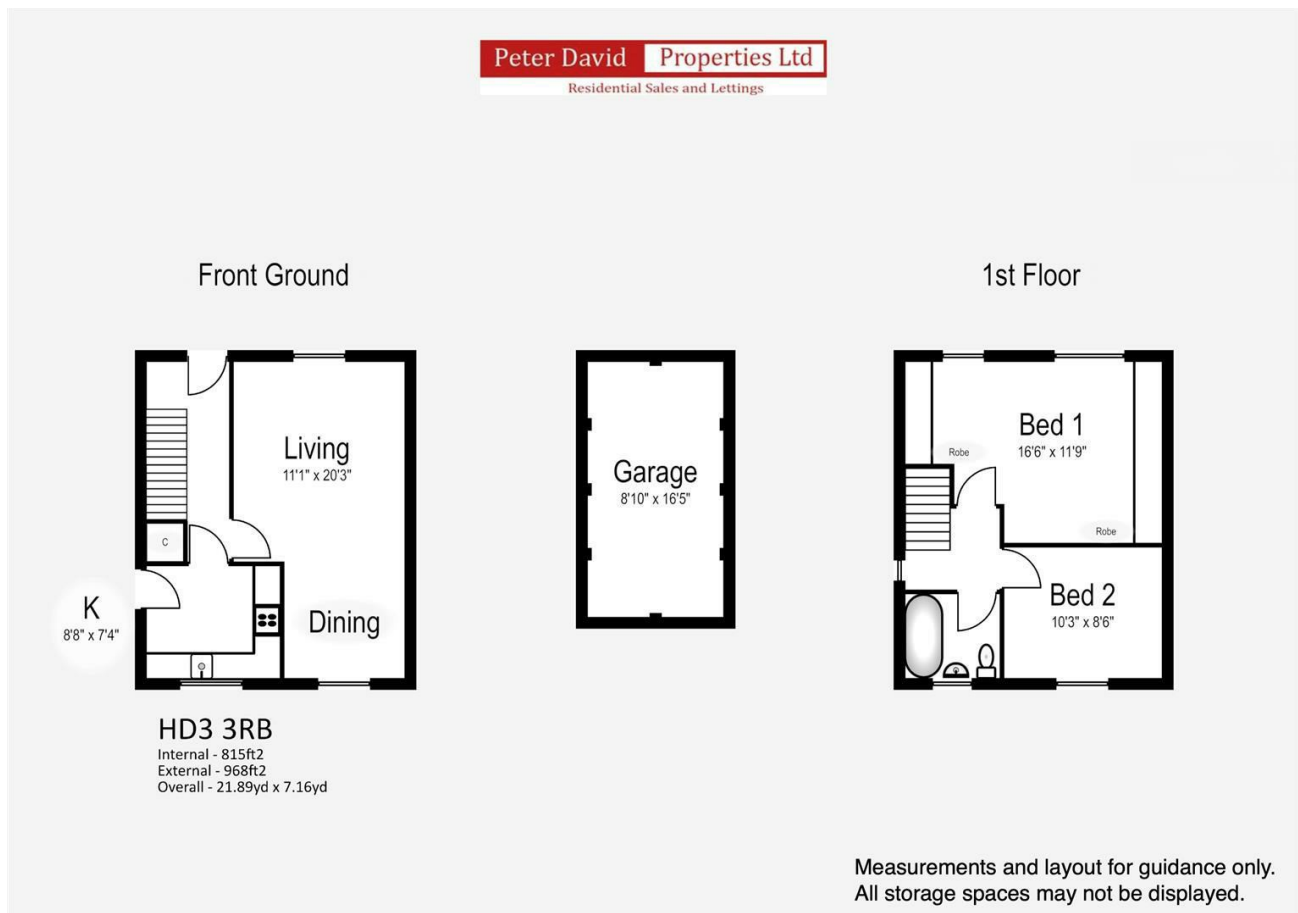 Peter David Properties Ltd
Residential Sales and Lettings
Front Ground
1st Floor
Living
11'1" x 20'3"
C
K
8'8" x 7'4"
Dining
Garage
8'10" x 16'5"
Bed 1
16'6" x 11'9"
Robe
Robe
Bed 2
10'3" x 8'6"
HD3 3RB
Internal - 815ft2
External - 968ft2
Overall - 21.89yd x 7.16yd
Measurements and layout for guidance only.
All storage spaces may not be displayed.